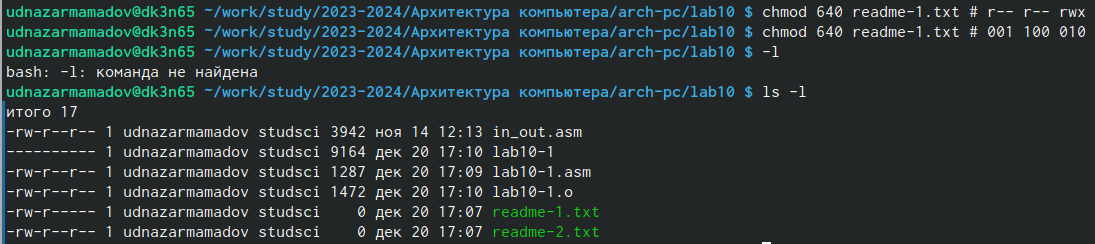 udnazarmamadov@dk3n65 ~/work/study/2023-2024/Архитектура компьютера/arch-pc/lab10 $ chmod 640 readme-1.txt # r-- r-- rwx
udnazarmamadov@dk3n65 ~/work/study/2023-2024/Архитектура компьютера/arch-pc/lab10 $ chmod 640 readme-1.txt # 001 100 010
udnazarmamadov@dk3n65 ~/work/study/2023-2024/Архитектура компьютера/arch-pc/lab10 $ -l
bash: -l: команда не найдена
udnazarmamadov@dk3n65 ~/work/study/2023-2024/Архитектура компьютера/arch-pc/lab10 $ ls -l
итого 17
-rw-r--r-- 1 udnazarmamadov studsci 3942 ноя 14 12:13 in_out.asm
---------- 1 udnazarmamadov studsci 9164 дек 20 17:10 lab10-1
-rw-r--r-- 1 udnazarmamadov studsci 1287 дек 20 17:09 lab10-1.asm
-rw-r--r-- 1 udnazarmamadov studsci 1472 дек 20 17:10 lab10-1.o
-rw-r----- 1 udnazarmamadov studsci    0 дек 20 17:07 readme-1.txt
-rw-r--r-- 1 udnazarmamadov studsci    0 дек 20 17:07 readme-2.txt